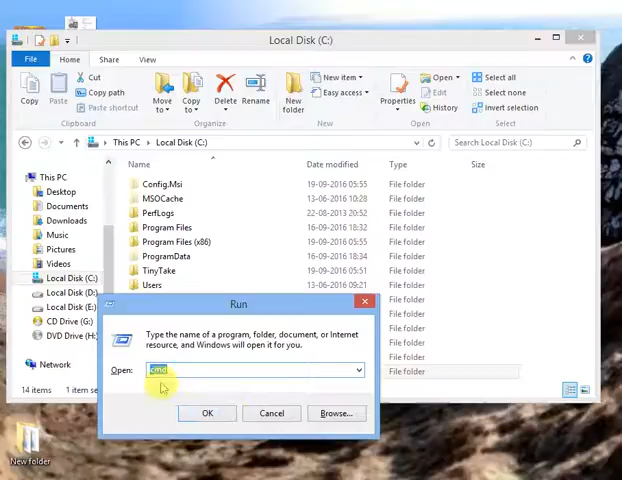 Local Disk (C:)
File
Home
Share
View
Copy
Paste
Cut
Copy path
Paste shortcut
Clipboard
Move to
Copy to
Delete
Rename
Organize
New folder
New item
Easy access
New
Properties
Open
Edit
History
Open
Select all
Select none
Invert selection
This PC
Local Disk (C:)
Search Local Disk (C:)
Name
Date modified
Type
Size
This PC
Desktop
Documents
Downloads
Music
Pictures
Videos
Local Disk (C:)
Local Disk (D:
Local Disk (E:)
CD Drive (G:)
DVD Drive (H:
Network
Config.Msi 19-09-2016 05:55 File folder
MSOCache 13-06-2016 10:28 File folder
PerfLogs 22-08-2013 20:52 File folder
Program Files 16-09-2016 18:32 File folder
Program Files (x86) 19-09-2016 05:55 File folder
ProgramData 16-09-2016 18:34 File folder
TinyTake 19-09-2016 05:51 File folder
Users 13-06-2016 09:21 File folder
File folder
File folder
File folder
File folder
File folder
14 items
1 item se
Run
Type the name of a program, folder, document, or Internet
resource, and Windows will open it for you.
Open:
cmd
OK
Cancel
Browse...
New folder